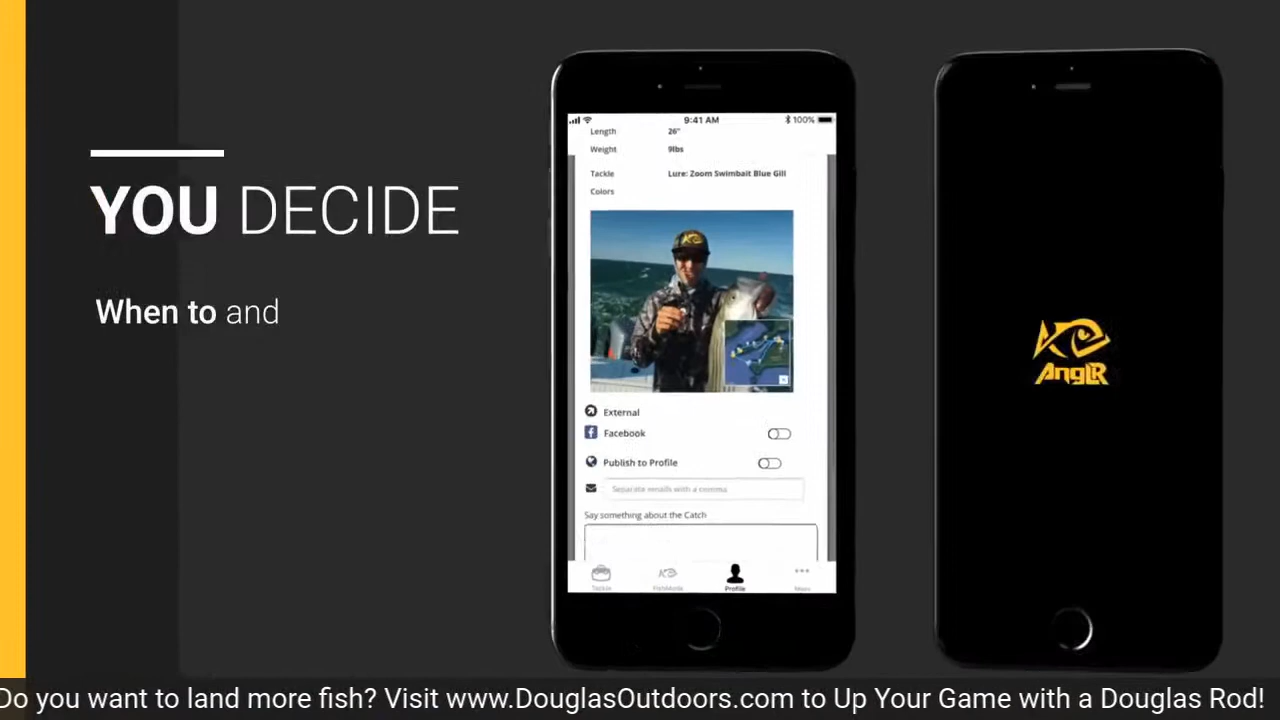 YOU DECIDE
When to and
9:41 AM
100%
Length 26"
Weight 9lbs
Tackle Lure: Zoom Swimbait Blue Gill
Colors
External
Facebook
Publish to Profile
Separate emails with a comma
Say something about the Catch
Tackle
Profile
More
AnglR
Do you want to land more fish? Visit www.DouglasOutdoors.com to Up Your Game with a Douglas Rod!